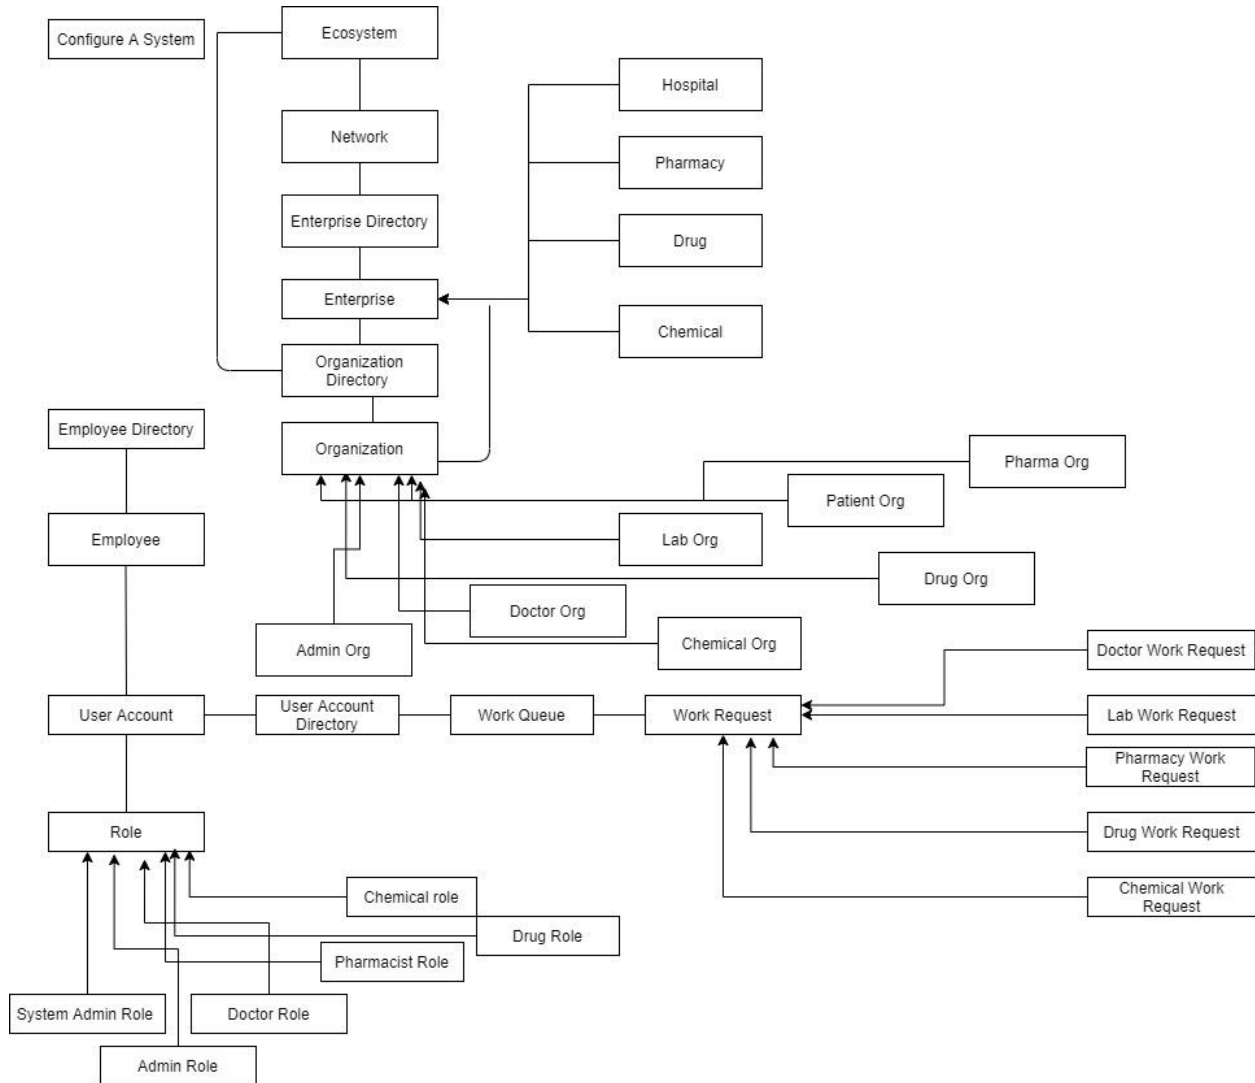 Configure A System
Ecosystem
Hospital
Network
Pharmacy
Enterprise Directory
Drug
Enterprise
Chemical
Organization
Directory
Employee Directory
Organization
Pharma Org
Patient Org
Employee
Lab Org
Drug Org
Doctor Org
Admin Org
Chemical Org
Doctor Work Request
User Account
User Account
Directory
Work Queue
Work Request
Lab Work Request
Pharmacy Work
Request
Role
Drug Work Request
Chemical role
Chemical Work
Request
Drug Role
Pharmacist Role
System Admin Role
Doctor Role
Admin Role